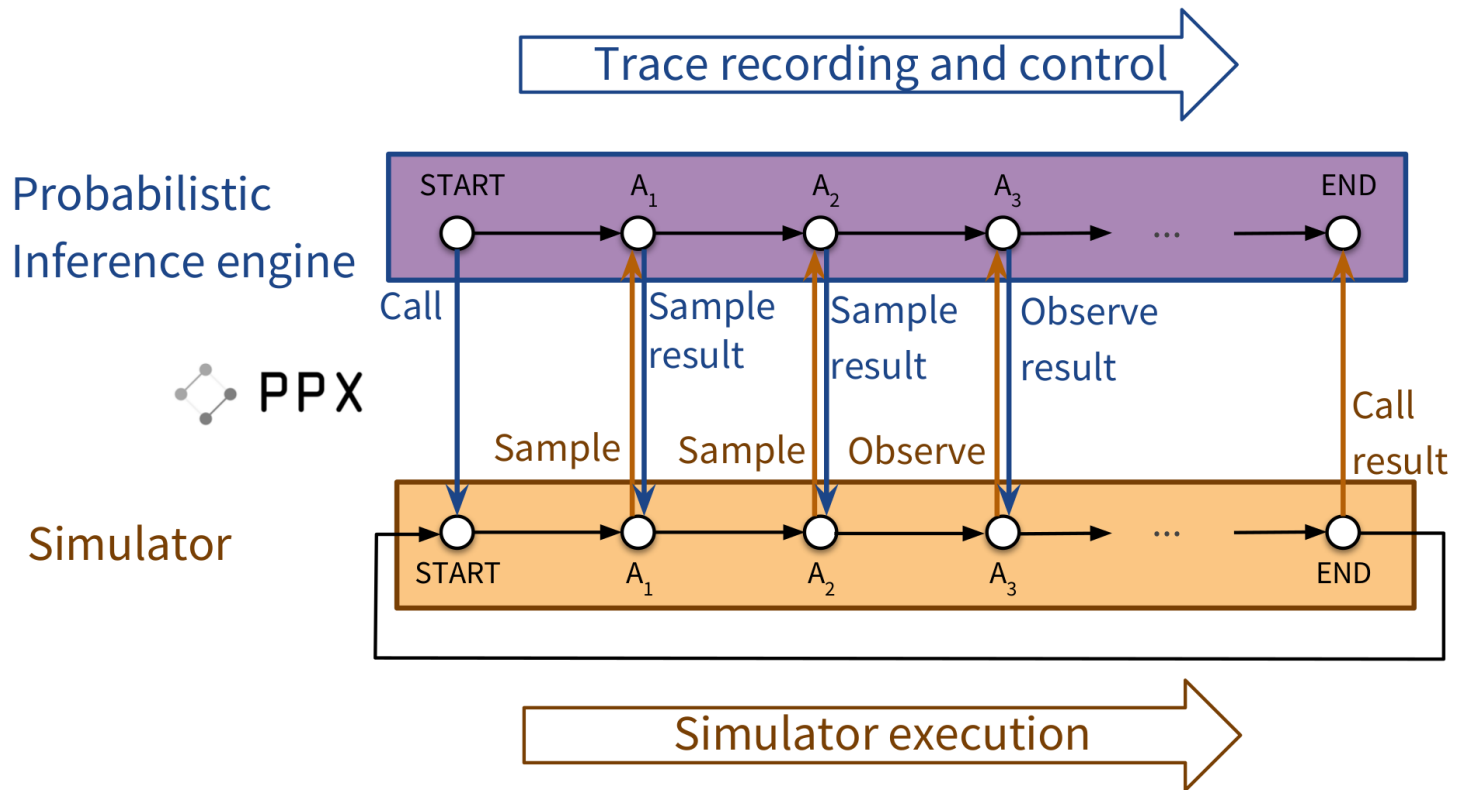 Trace recording and control
Probabilistic
Inference engine
START A₁ A₂ A₃ ... END
Call
Sample
result
Sample
result
Observe
result
PPX
Sample
Sample
Observe
Call
result
Simulator
...
START A₁ A₂ A₃ END
Simulator execution